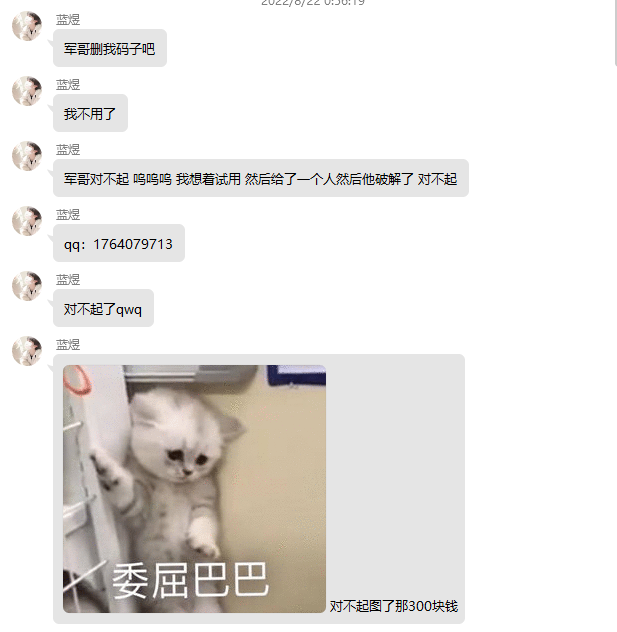 2022/8/22 0:56:19
蓝煜
军哥删我码子吧
蓝煜
我不用了
蓝煜
军哥对不起 呜呜呜 我想着试用 然后给了一个人然后他破解了 对不起
蓝煜
qq：1764079713
蓝煜
对不起了qwq
蓝煜
委屈巴巴
对不起图了那300块钱